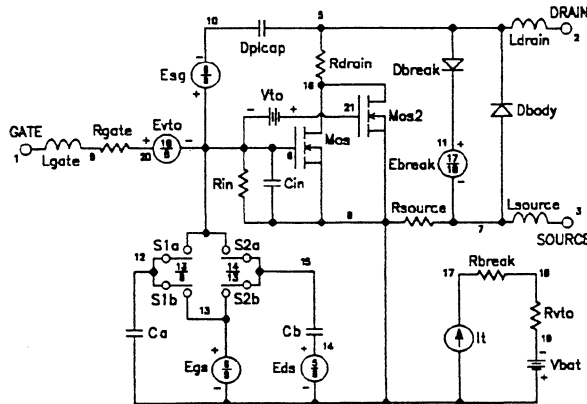 10
5
DRAIN
Dplcap
Ldrain
2
Rdrain
Dbreak
Esg
16
Vto
21
Mos2
Dbody
GATE
Rgate
Evto
18
6
Mos
11
Ebreak
17
18
1
Lgate
9
20
6
Rin
Cin
Rsource
Lsource
3
8
7
SOURCE
S1a
S2a
12
13
8
14
13
15
Rbreak
17
18
S1b
S2b
13
Rvto
Ca
Cb
It
19
14
Egs
6
8
Eds
5
8
Vbat